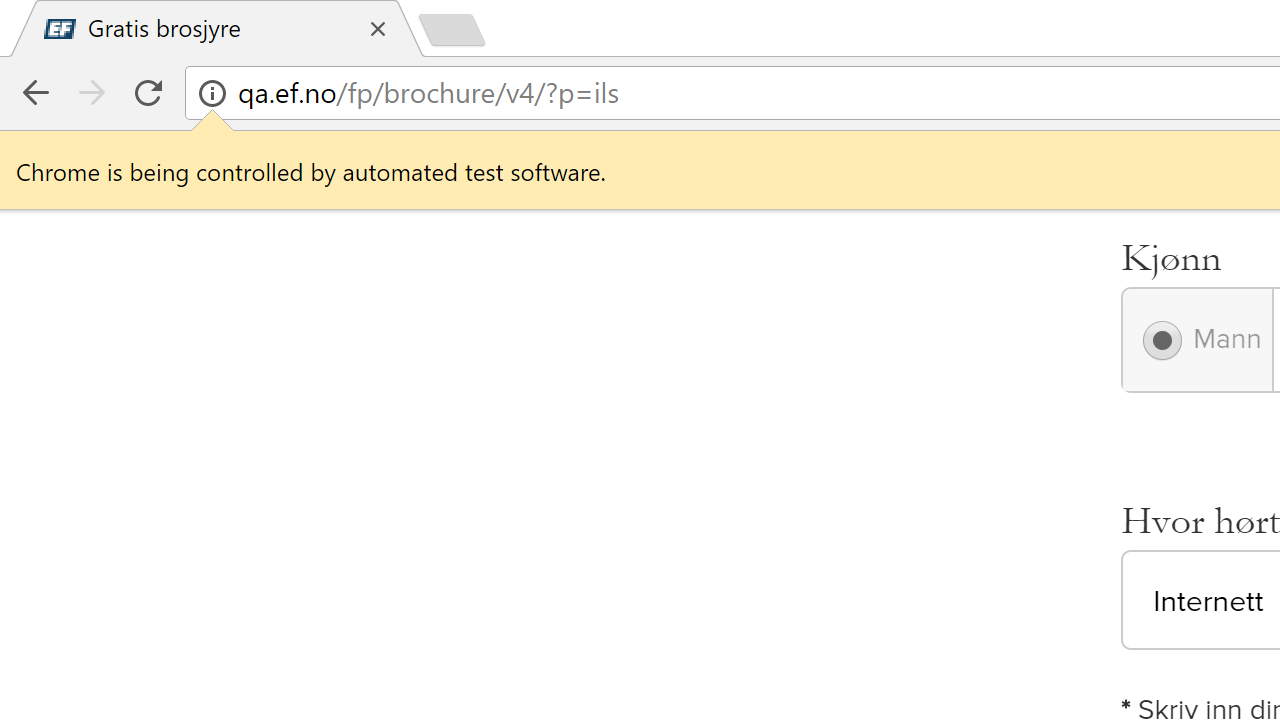 EF Gratis brosjyre
qa.ef.no/fp/brochure/v4/?p=ils
Chrome is being controlled by automated test software.
Kjønn
Mann
Hvor hørt
Internett
* Skriv inn din